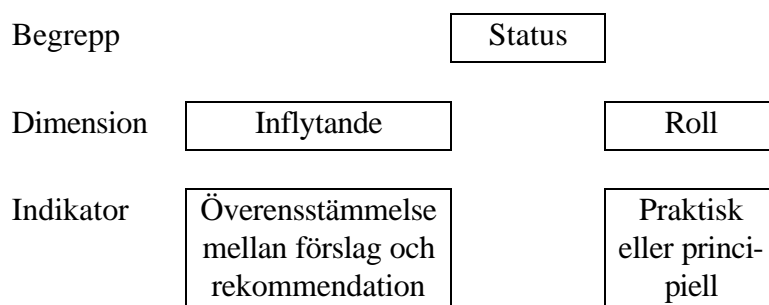 Begrepp Status
Dimension Inflytande Roll
Indikator Överensstämmelse Praktisk
mellan förslag och eller princi-
rekommendation piell